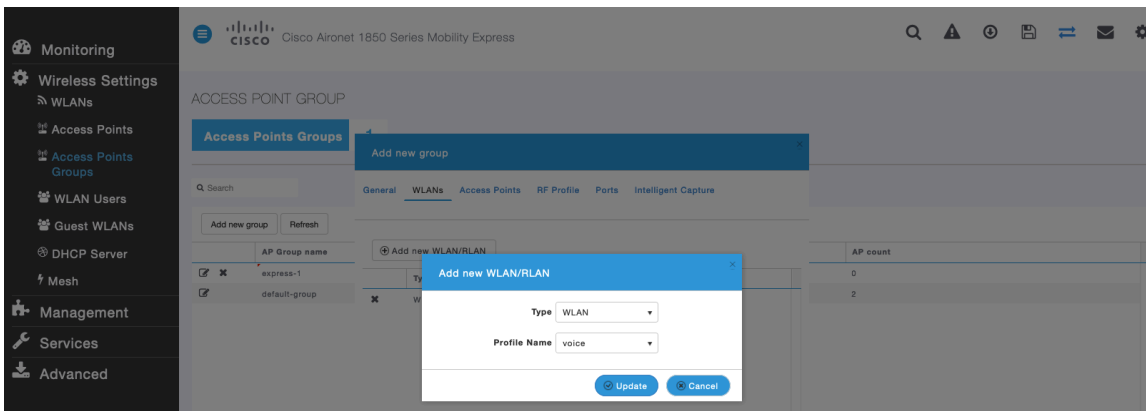 CISCO Cisco Aironet 1850 Series Mobility Express
Monitoring
Wireless Settings
WLANs
Access Points
Access Points
Groups
WLAN Users
Guest WLANs
DHCP Server
Mesh
Management
Services
Advanced
ACCESS POINT GROUP
Access Points Groups
Search
Add new group Refresh
AP Group name AP count
express-1 0
default-group 2
Add new group
General WLANs Access Points RF Profile Ports Intelligent Capture
Add new WLAN/RLAN
Add new WLAN/RLAN
Type WLAN
Profile Name voice
Update Cancel